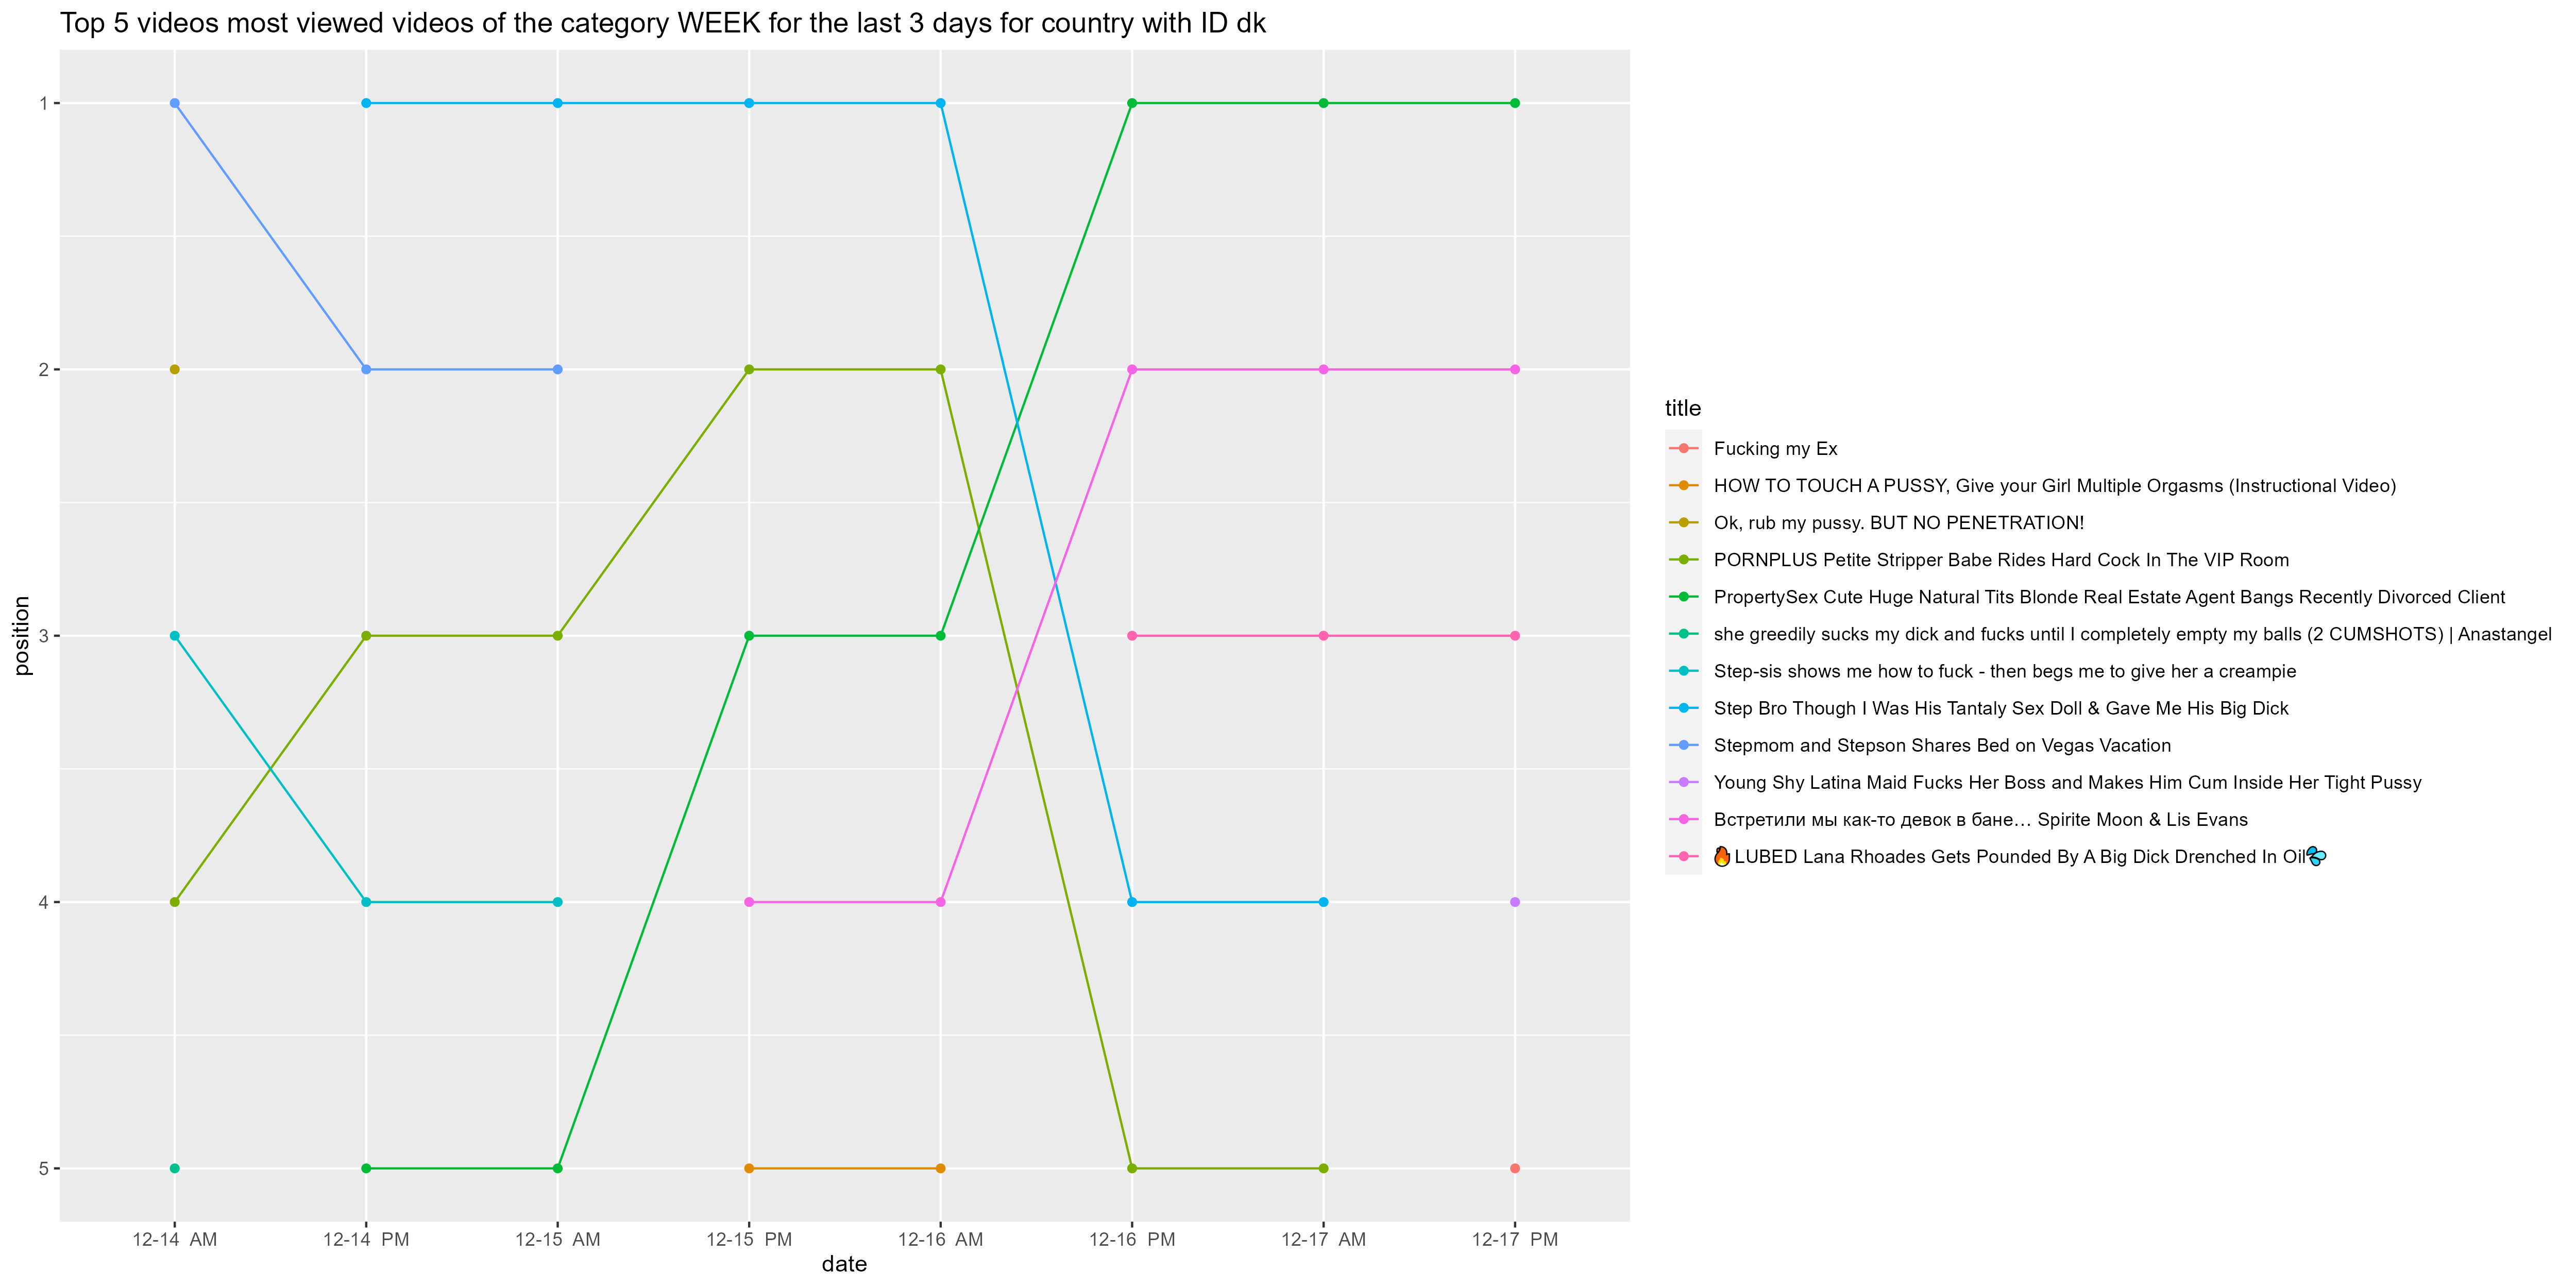 Top 5 videos most viewed videos of the category WEEK for the last 3 days for country with ID dk
position
1
2
3
4
5
12-14 AM
12-14 PM
12-15 AM
12-15 PM
12-16 AM
12-16 PM
12-17 AM
12-17 PM
date
title
Fucking my Ex
HOW TO TOUCH A PUSSY, Give your Girl Multiple Orgasms (Instructional Video)
Ok, rub my pussy. BUT NO PENETRATION!
PORNPLUS Petite Stripper Babe Rides Hard Cock In The VIP Room
PropertySex Cute Huge Natural Tits Blonde Real Estate Agent Bangs Recently Divorced Client
she greedily sucks my dick and fucks until I completely empty my balls (2 CUMSHOTS) | Anastangel
Step-sis shows me how to fuck - then begs me to give her a creampie
Step Bro Though I Was His Tantaly Sex Doll & Gave Me His Big Dick
Stepmom and Stepson Shares Bed on Vegas Vacation
Young Shy Latina Maid Fucks Her Boss and Makes Him Cum Inside Her Tight Pussy
Встретили мы как-то девок в бане… Spirite Moon & Lis Evans
🔥LUBED Lana Rhoades Gets Pounded By A Big Dick Drenched In Oil💦